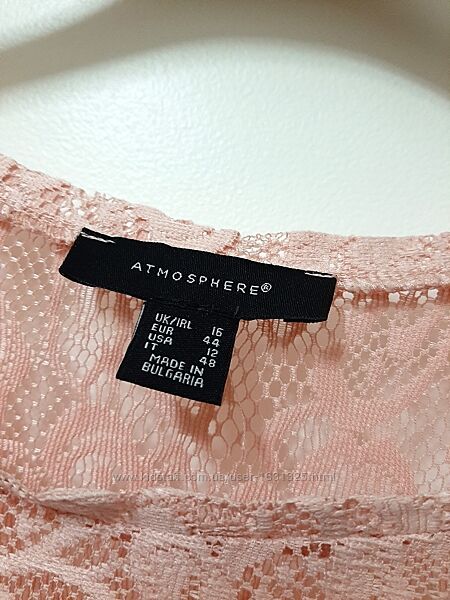 ATMOSPHERE®
UK/IRL 16
EUR 44
USA 12
IT 48
MADE IN
BULGARIA